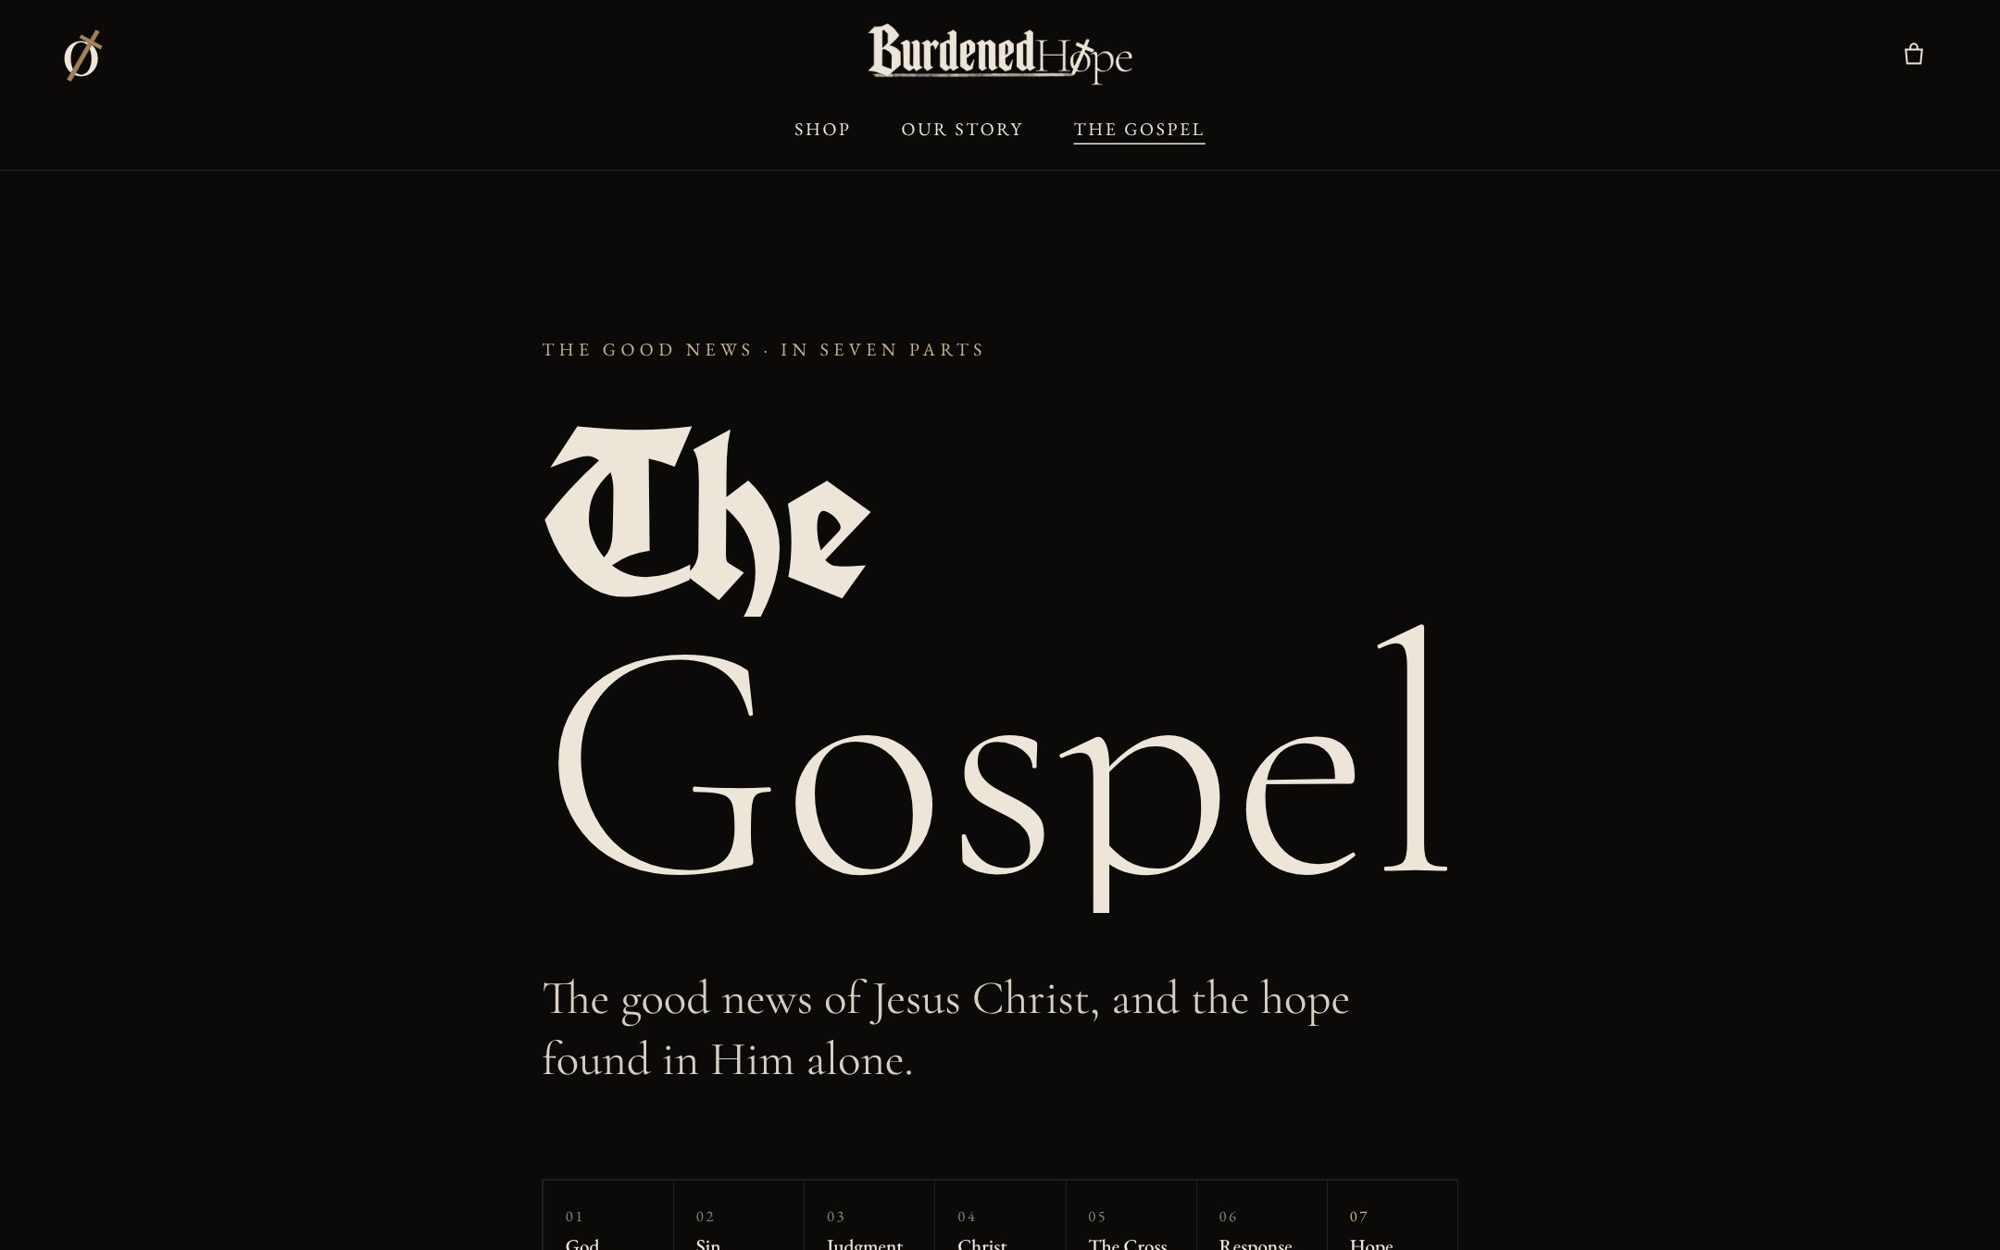 Ø
BurdenedHope
SHOP OUR STORY THE GOSPEL
THE GOOD NEWS · IN SEVEN PARTS
The
Gospel
The good news of Jesus Christ, and the hope
found in Him alone.
01 02 03 04 05 06 07
God Sin Judgment Christ The Cross Response Hope